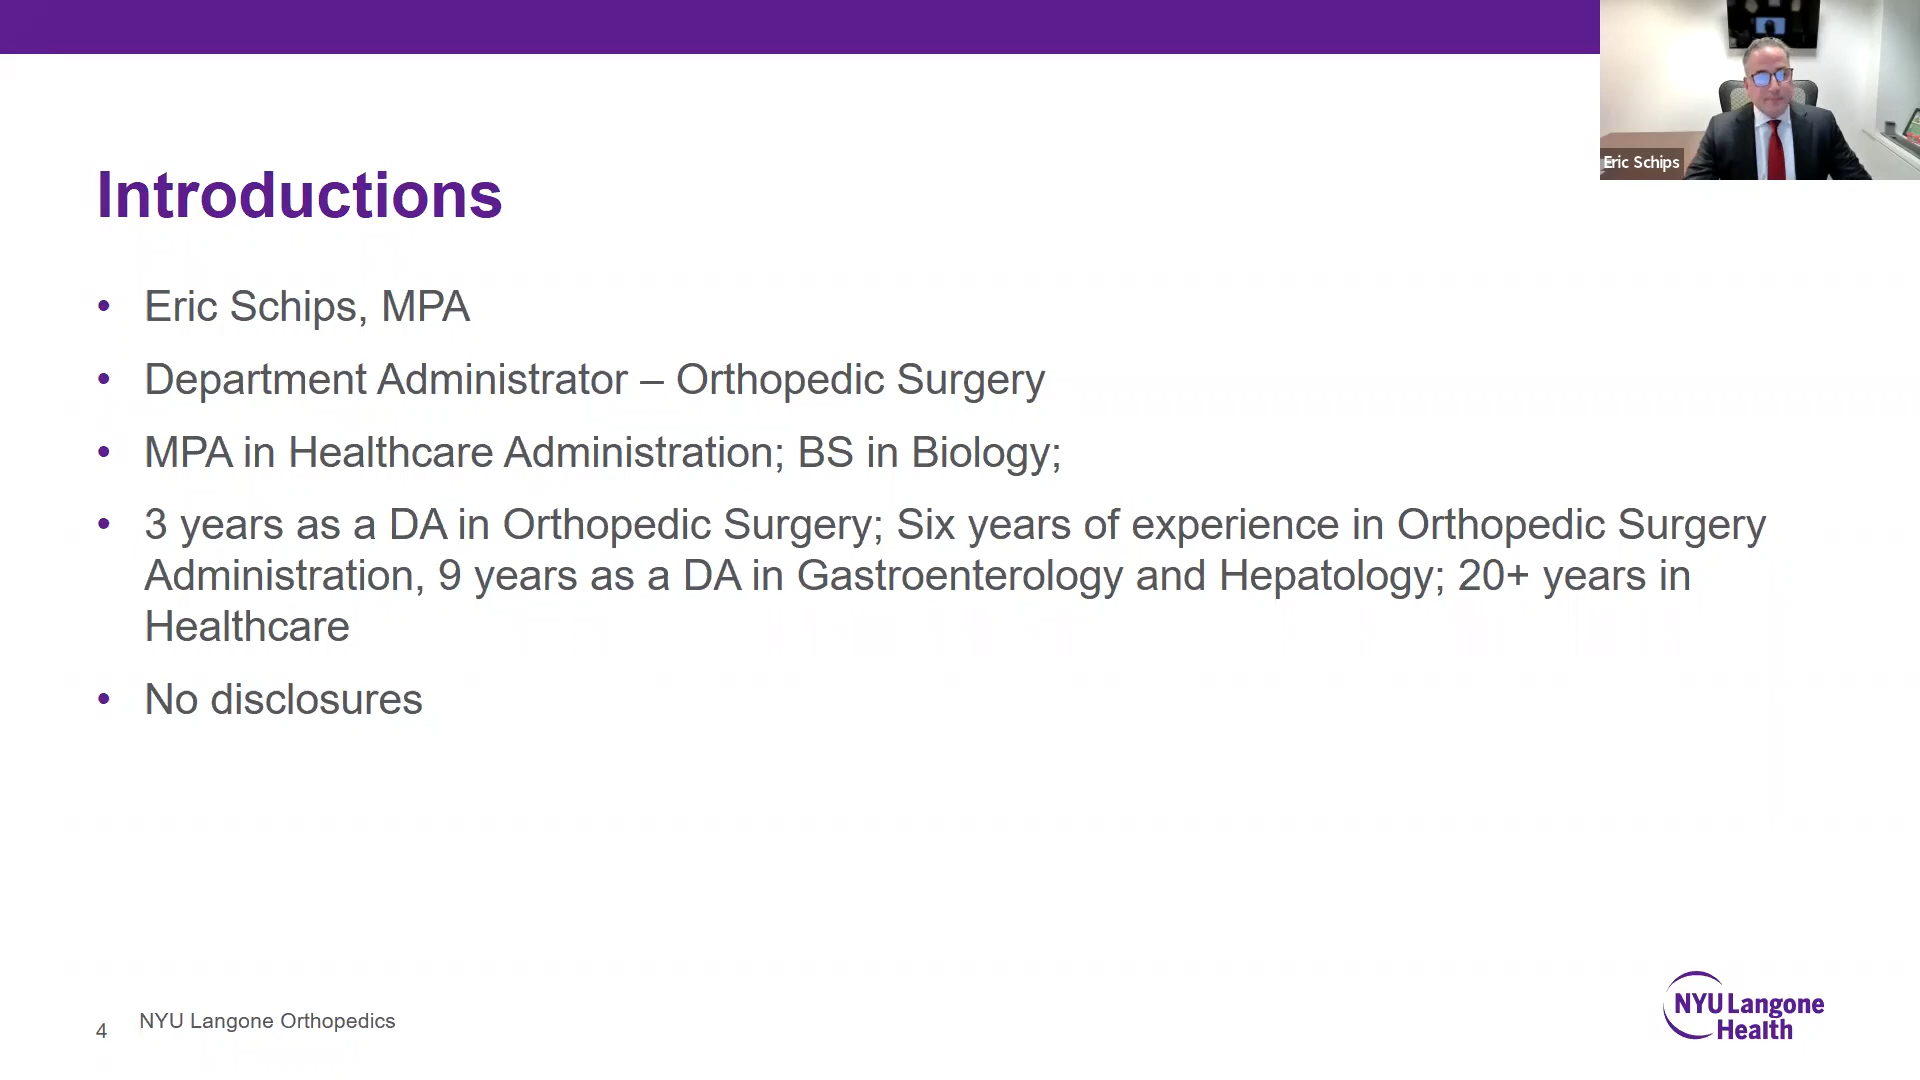 Eric Schips
Introductions
• Eric Schips, MPA
• Department Administrator – Orthopedic Surgery
• MPA in Healthcare Administration; BS in Biology;
• 3 years as a DA in Orthopedic Surgery; Six years of experience in Orthopedic Surgery
Administration, 9 years as a DA in Gastroenterology and Hepatology; 20+ years in
Healthcare
• No disclosures
4 NYU Langone Orthopedics
NYU Langone
Health